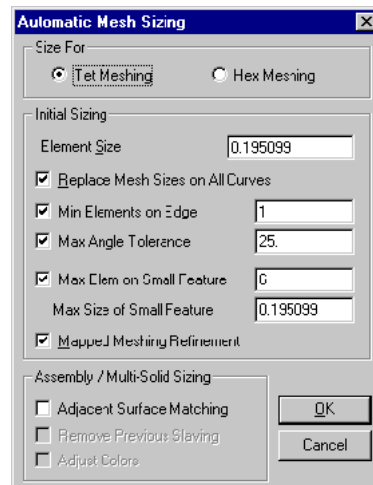 Automatic Mesh Sizing
Size For
Tet Meshing Hex Meshing
Initial Sizing
Element Size 0.195099
Replace Mesh Sizes on All Curves
Min Elements on Edge 1
Max Angle Tolerance 25.
Max Elem on Small Feature 6
Max Size of Small Feature 0.195099
Mapped Meshing Refinement
Assembly / Multi-Solid Sizing
Adjacent Surface Matching OK
Remove Previous Slaving
Cancel
Adjust Colors